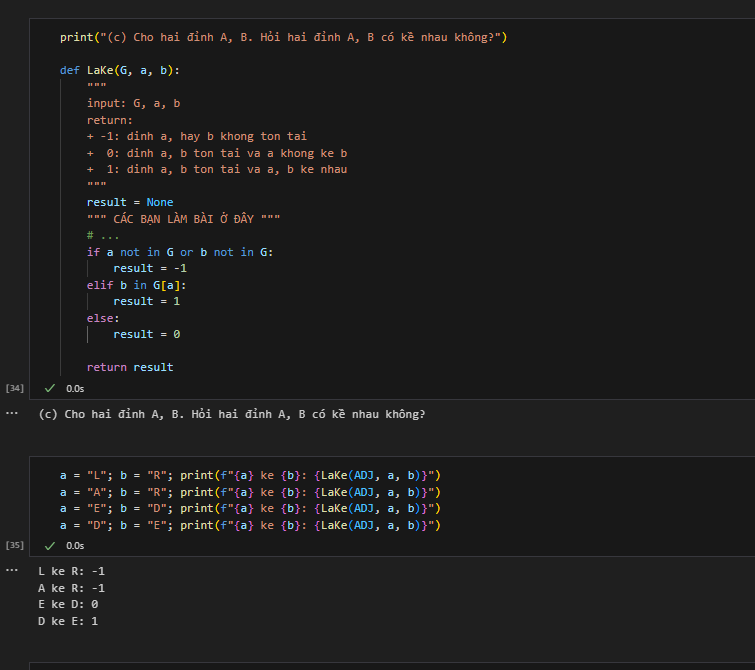 print("(c) Cho hai đỉnh A, B. Hỏi hai đỉnh A, B có kề nhau không?")
def LaKe(G, a, b):
"""
input: G, a, b
return:
+ -1: dinh a, hay b khong ton tai
+  0: dinh a, b ton tai va a khong ke b
+  1: dinh a, b ton tai va a, b ke nhau
"""
result = None
""" CÁC BẠN LÀM BÀI Ở ĐÂY """
# ...
if a not in G or b not in G:
result = -1
elif b in G[a]:
result = 1
else:
result = 0
return result
[34] ✓ 0.0s
... (c) Cho hai đỉnh A, B. Hỏi hai đỉnh A, B có kề nhau không?
a = "L"; b = "R"; print(f"{a} ke {b}: {LaKe(ADJ, a, b)}")
a = "A"; b = "R"; print(f"{a} ke {b}: {LaKe(ADJ, a, b)}")
a = "E"; b = "D"; print(f"{a} ke {b}: {LaKe(ADJ, a, b)}")
a = "D"; b = "E"; print(f"{a} ke {b}: {LaKe(ADJ, a, b)}")
[35] ✓ 0.0s
... L ke R: -1
A ke R: -1
E ke D: 0
D ke E: 1